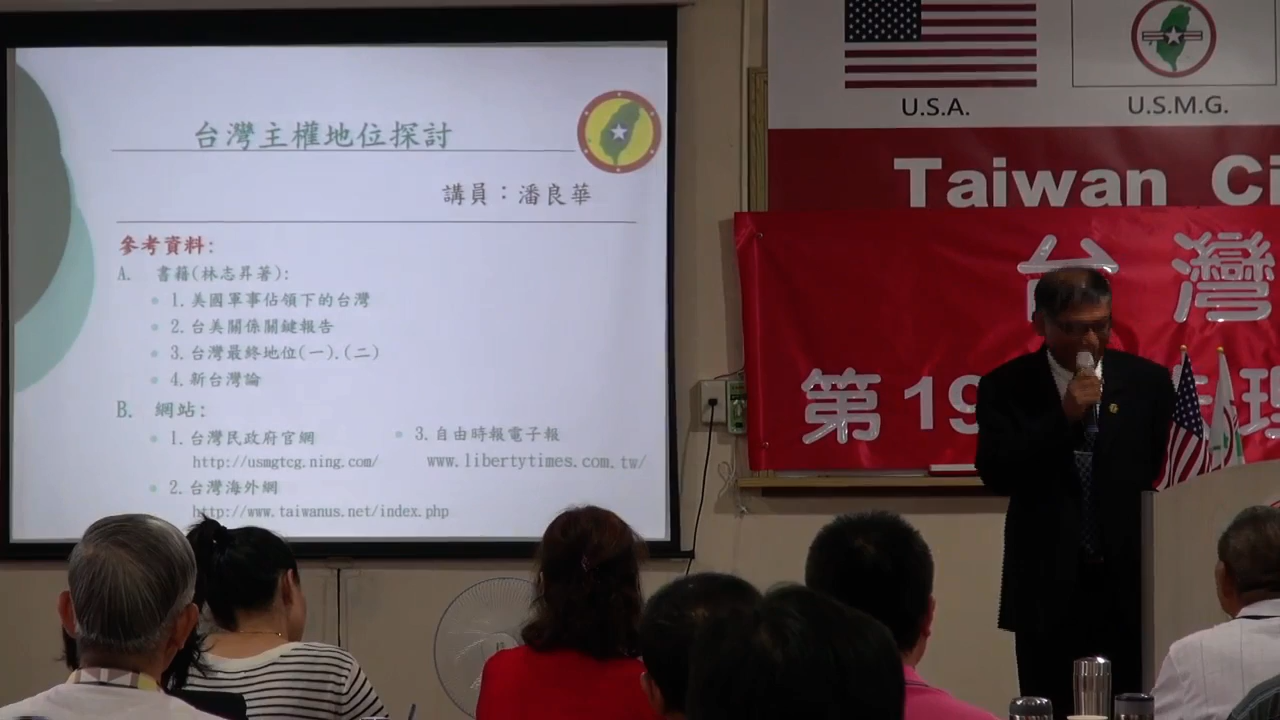 台灣主權地位探討
講員：潘良華
參考資料:
A. 書籍(林志昇著):
1.美國軍事佔領下的台灣
2.台美關係關鍵報告
3.台灣最終地位(一).(二)
4.新台灣論
B. 網站:
1.台灣民政府官網
http://usmgtcg.ning.com/
3.自由時報電子報
www.libertytimes.com.tw/
2.台灣海外網
http://www.taiwanus.net/index.php
U.S.A.
U.S.M.G.
Taiwan Ci
台灣
第19